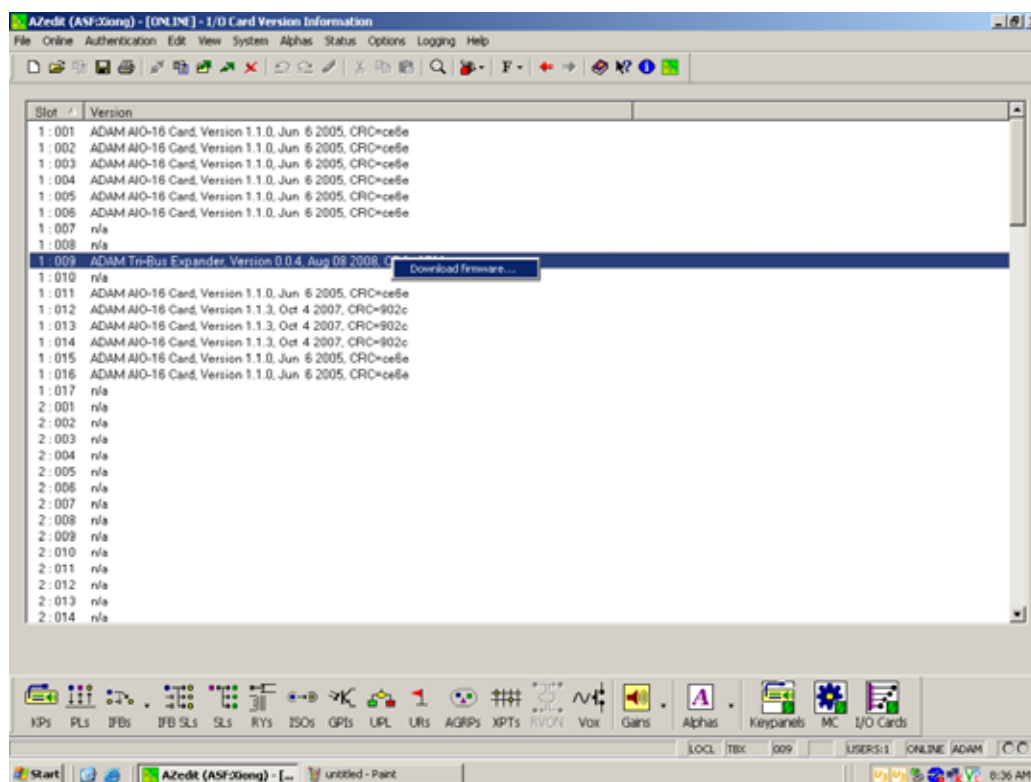 AZedit (ASF:Xiong) - [ONLINE] - I/O Card Version Information
File Online Authentication Edit View System Alphas Status Options Logging Help
Slot Version
1 : 001 ADAM AIO-16 Card, Version 1.1.0, Jun 6 2005, CRC=ce6e
1 : 002 ADAM AIO-16 Card, Version 1.1.0, Jun 6 2005, CRC=ce6e
1 : 003 ADAM AIO-16 Card, Version 1.1.0, Jun 6 2005, CRC=ce6e
1 : 004 ADAM AIO-16 Card, Version 1.1.0, Jun 6 2005, CRC=ce6e
1 : 005 ADAM AIO-16 Card, Version 1.1.0, Jun 6 2005, CRC=ce6e
1 : 006 ADAM AIO-16 Card, Version 1.1.0, Jun 6 2005, CRC=ce6e
1 : 007 n/a
1 : 008 n/a
1 : 009 ADAM Tri-Bus Expander, Version 0.0.4, Aug 08 2008,
Download firmware...
1 : 010 n/a
1 : 011 ADAM AIO-16 Card, Version 1.1.0, Jun 6 2005, CRC=ce6e
1 : 012 ADAM AIO-16 Card, Version 1.1.3, Oct 4 2007, CRC=902c
1 : 013 ADAM AIO-16 Card, Version 1.1.3, Oct 4 2007, CRC=902c
1 : 014 ADAM AIO-16 Card, Version 1.1.3, Oct 4 2007, CRC=902c
1 : 015 ADAM AIO-16 Card, Version 1.1.0, Jun 6 2005, CRC=ce6e
1 : 016 ADAM AIO-16 Card, Version 1.1.0, Jun 6 2005, CRC=ce6e
1 : 017 n/a
2 : 001 n/a
2 : 002 n/a
2 : 003 n/a
2 : 004 n/a
2 : 005 n/a
2 : 006 n/a
2 : 007 n/a
2 : 008 n/a
2 : 009 n/a
2 : 010 n/a
2 : 011 n/a
2 : 012 n/a
2 : 013 n/a
2 : 014 n/a
KPs PLs IFBs IFB SLs SLs RYs ISOs GPIs UPL URs AGRPs XPTs RVON Vox Gains Alphas Keypanels MC I/O Cards
LOCL TBX 009 USERS:1 ONLINE ADAM
Start AZedit (ASF:Xiong) - [... untitled - Paint 8:36 AM